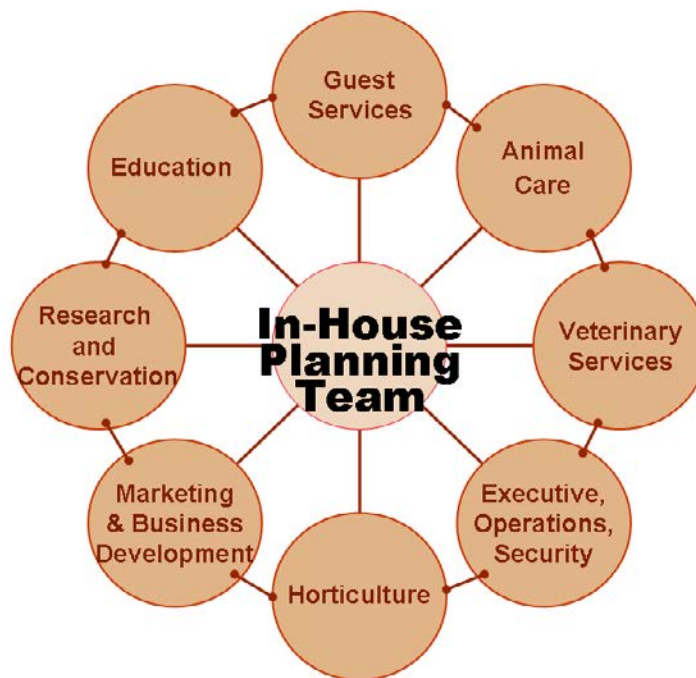 Guest
Services
Animal
Care
Veterinary
Services
Executive,
Operations,
Security
Horticulture
Marketing
& Business
Development
Research
and
Conservation
Education
In-House
Planning
Team